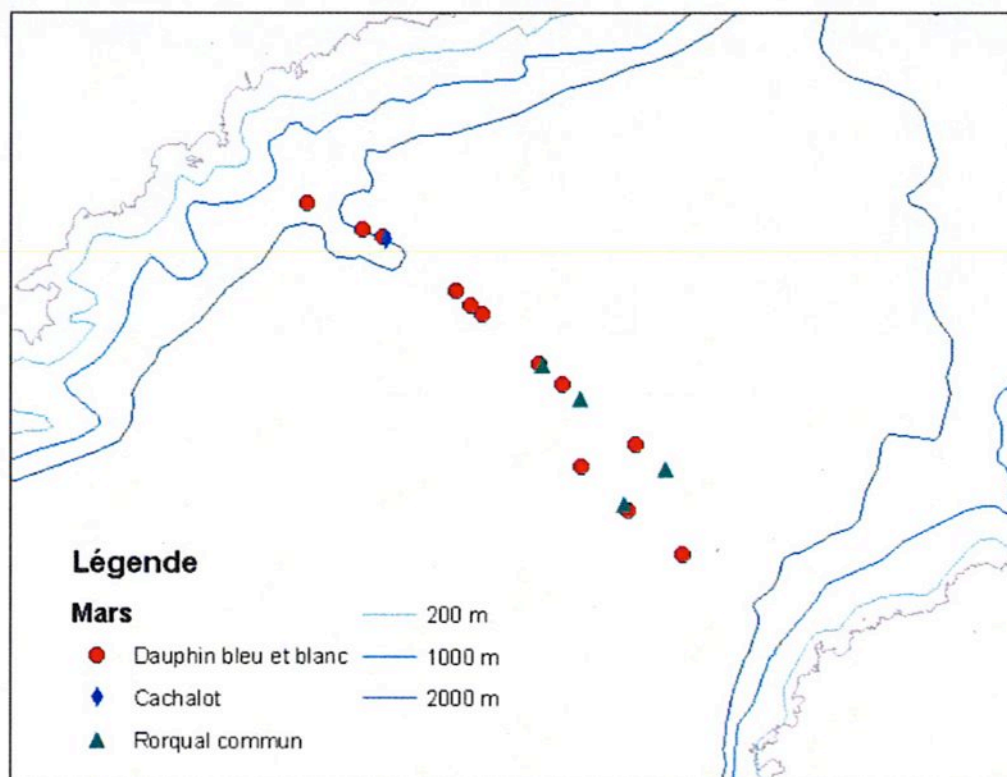 Légende
Mars
200 m
Dauphin bleu et blanc
1000 m
Cachalot
2000 m
Rorqual commun